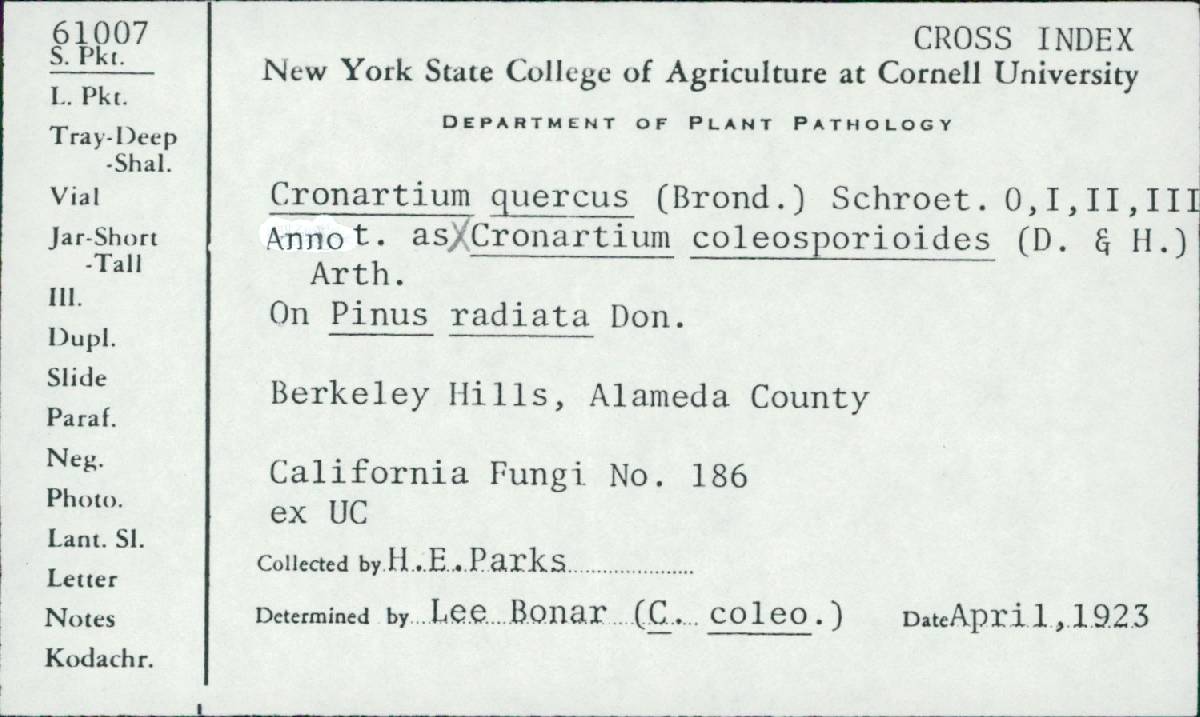 61007
S. Pkt.
L. Pkt.
Tray-Deep
-Shal.
Vial
Jar-Short
-Tall
Ill.
Dupl.
Slide
Paraf.
Neg.
Photo.
Lant. Sl.
Letter
Notes
Kodachr.
CROSS INDEX
New York State College of Agriculture at Cornell University
DEPARTMENT OF PLANT PATHOLOGY
Cronartium quercus (Brond.) Schroet. 0,I,II,III
Annot. as Cronartium coleosporioides (D. & H.)
Arth.
On Pinus radiata Don.
Berkeley Hills, Alameda County
California Fungi No. 186
ex UC
Collected by H.E.Parks
Determined by Lee Bonar (C. coleo.) Date April, 1923